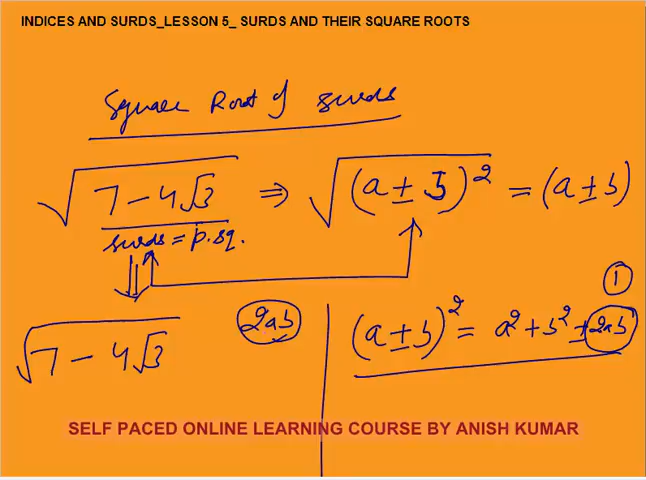 INDICES AND SURDS_LESSON 5_ SURDS AND THEIR SQUARE ROOTS
Square Root of surds
√(7 - 4√3) ⇒ √((a ± b)²) = (a ± b)
surds = p.sq.
1
√(7 - 4√3)
2ab
(a ± b)² = a² + b² ± 2ab
SELF PACED ONLINE LEARNING COURSE BY ANISH KUMAR